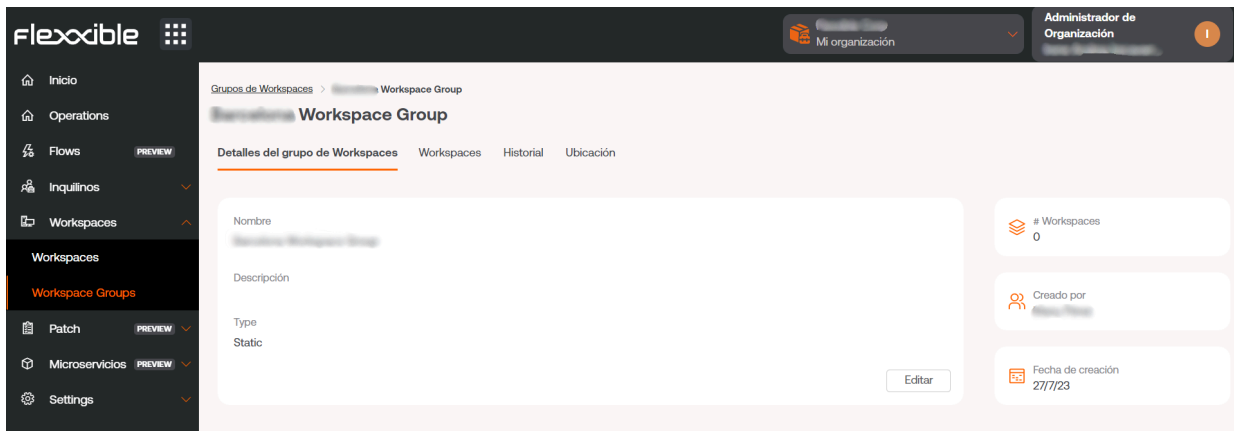 Flexxible
Mi organización
Administrador de
Organización
I
Inicio
Operations
Flows PREVIEW
Inquilinos
Workspaces
Workspaces
Workspace Groups
Patch PREVIEW
Microservicios PREVIEW
Settings
Grupos de Workspaces > Workspace Group
Workspace Group
Detalles del grupo de Workspaces Workspaces Historial Ubicación
Nombre
Descripción
Type
Static
Editar
# Workspaces
0
Creado por
Fecha de creación
27/7/23